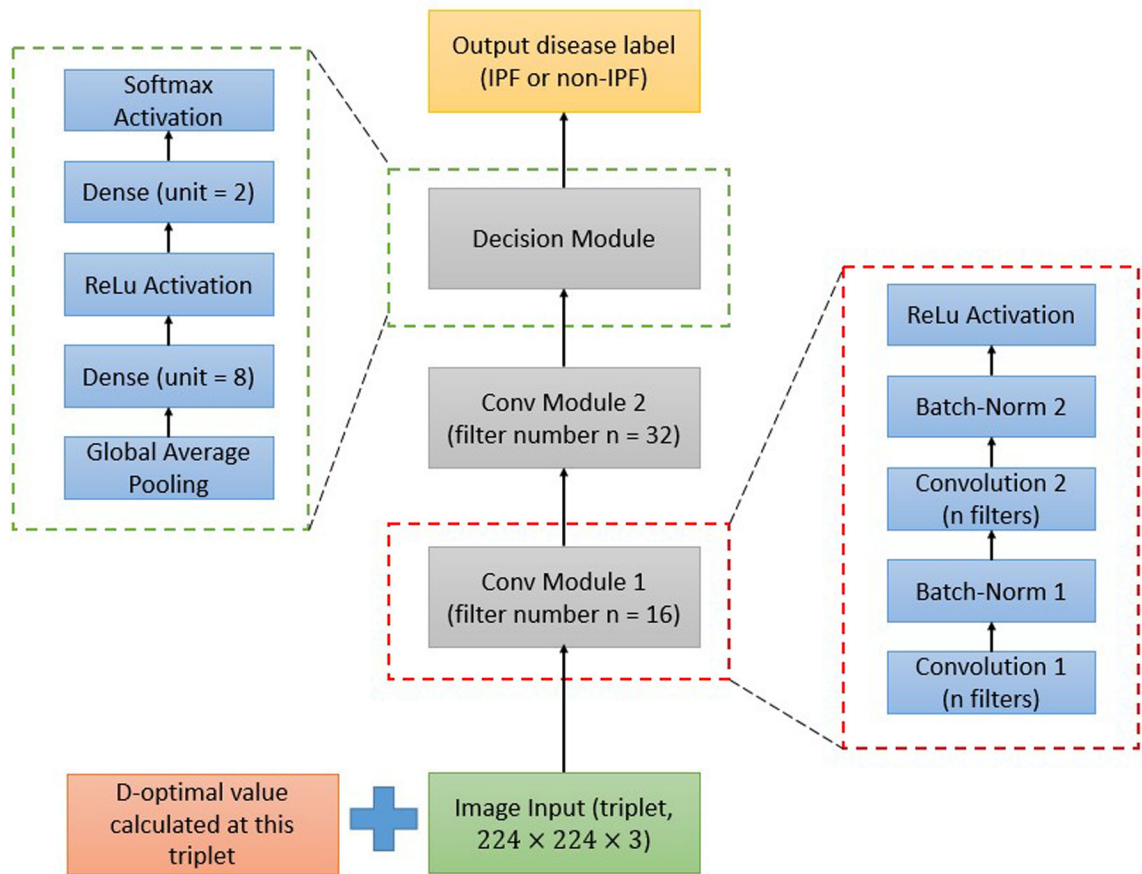 Output disease label
(IPF or non-IPF)
Softmax
Activation
Dense (unit = 2)
ReLu Activation
Dense (unit = 8)
Global Average
Pooling
Decision Module
Conv Module 2
(filter number n = 32)
Conv Module 1
(filter number n = 16)
ReLu Activation
Batch-Norm 2
Convolution 2
(n filters)
Batch-Norm 1
Convolution 1
(n filters)
D-optimal value
calculated at this
triplet
Image Input (triplet,
224 × 224 × 3)